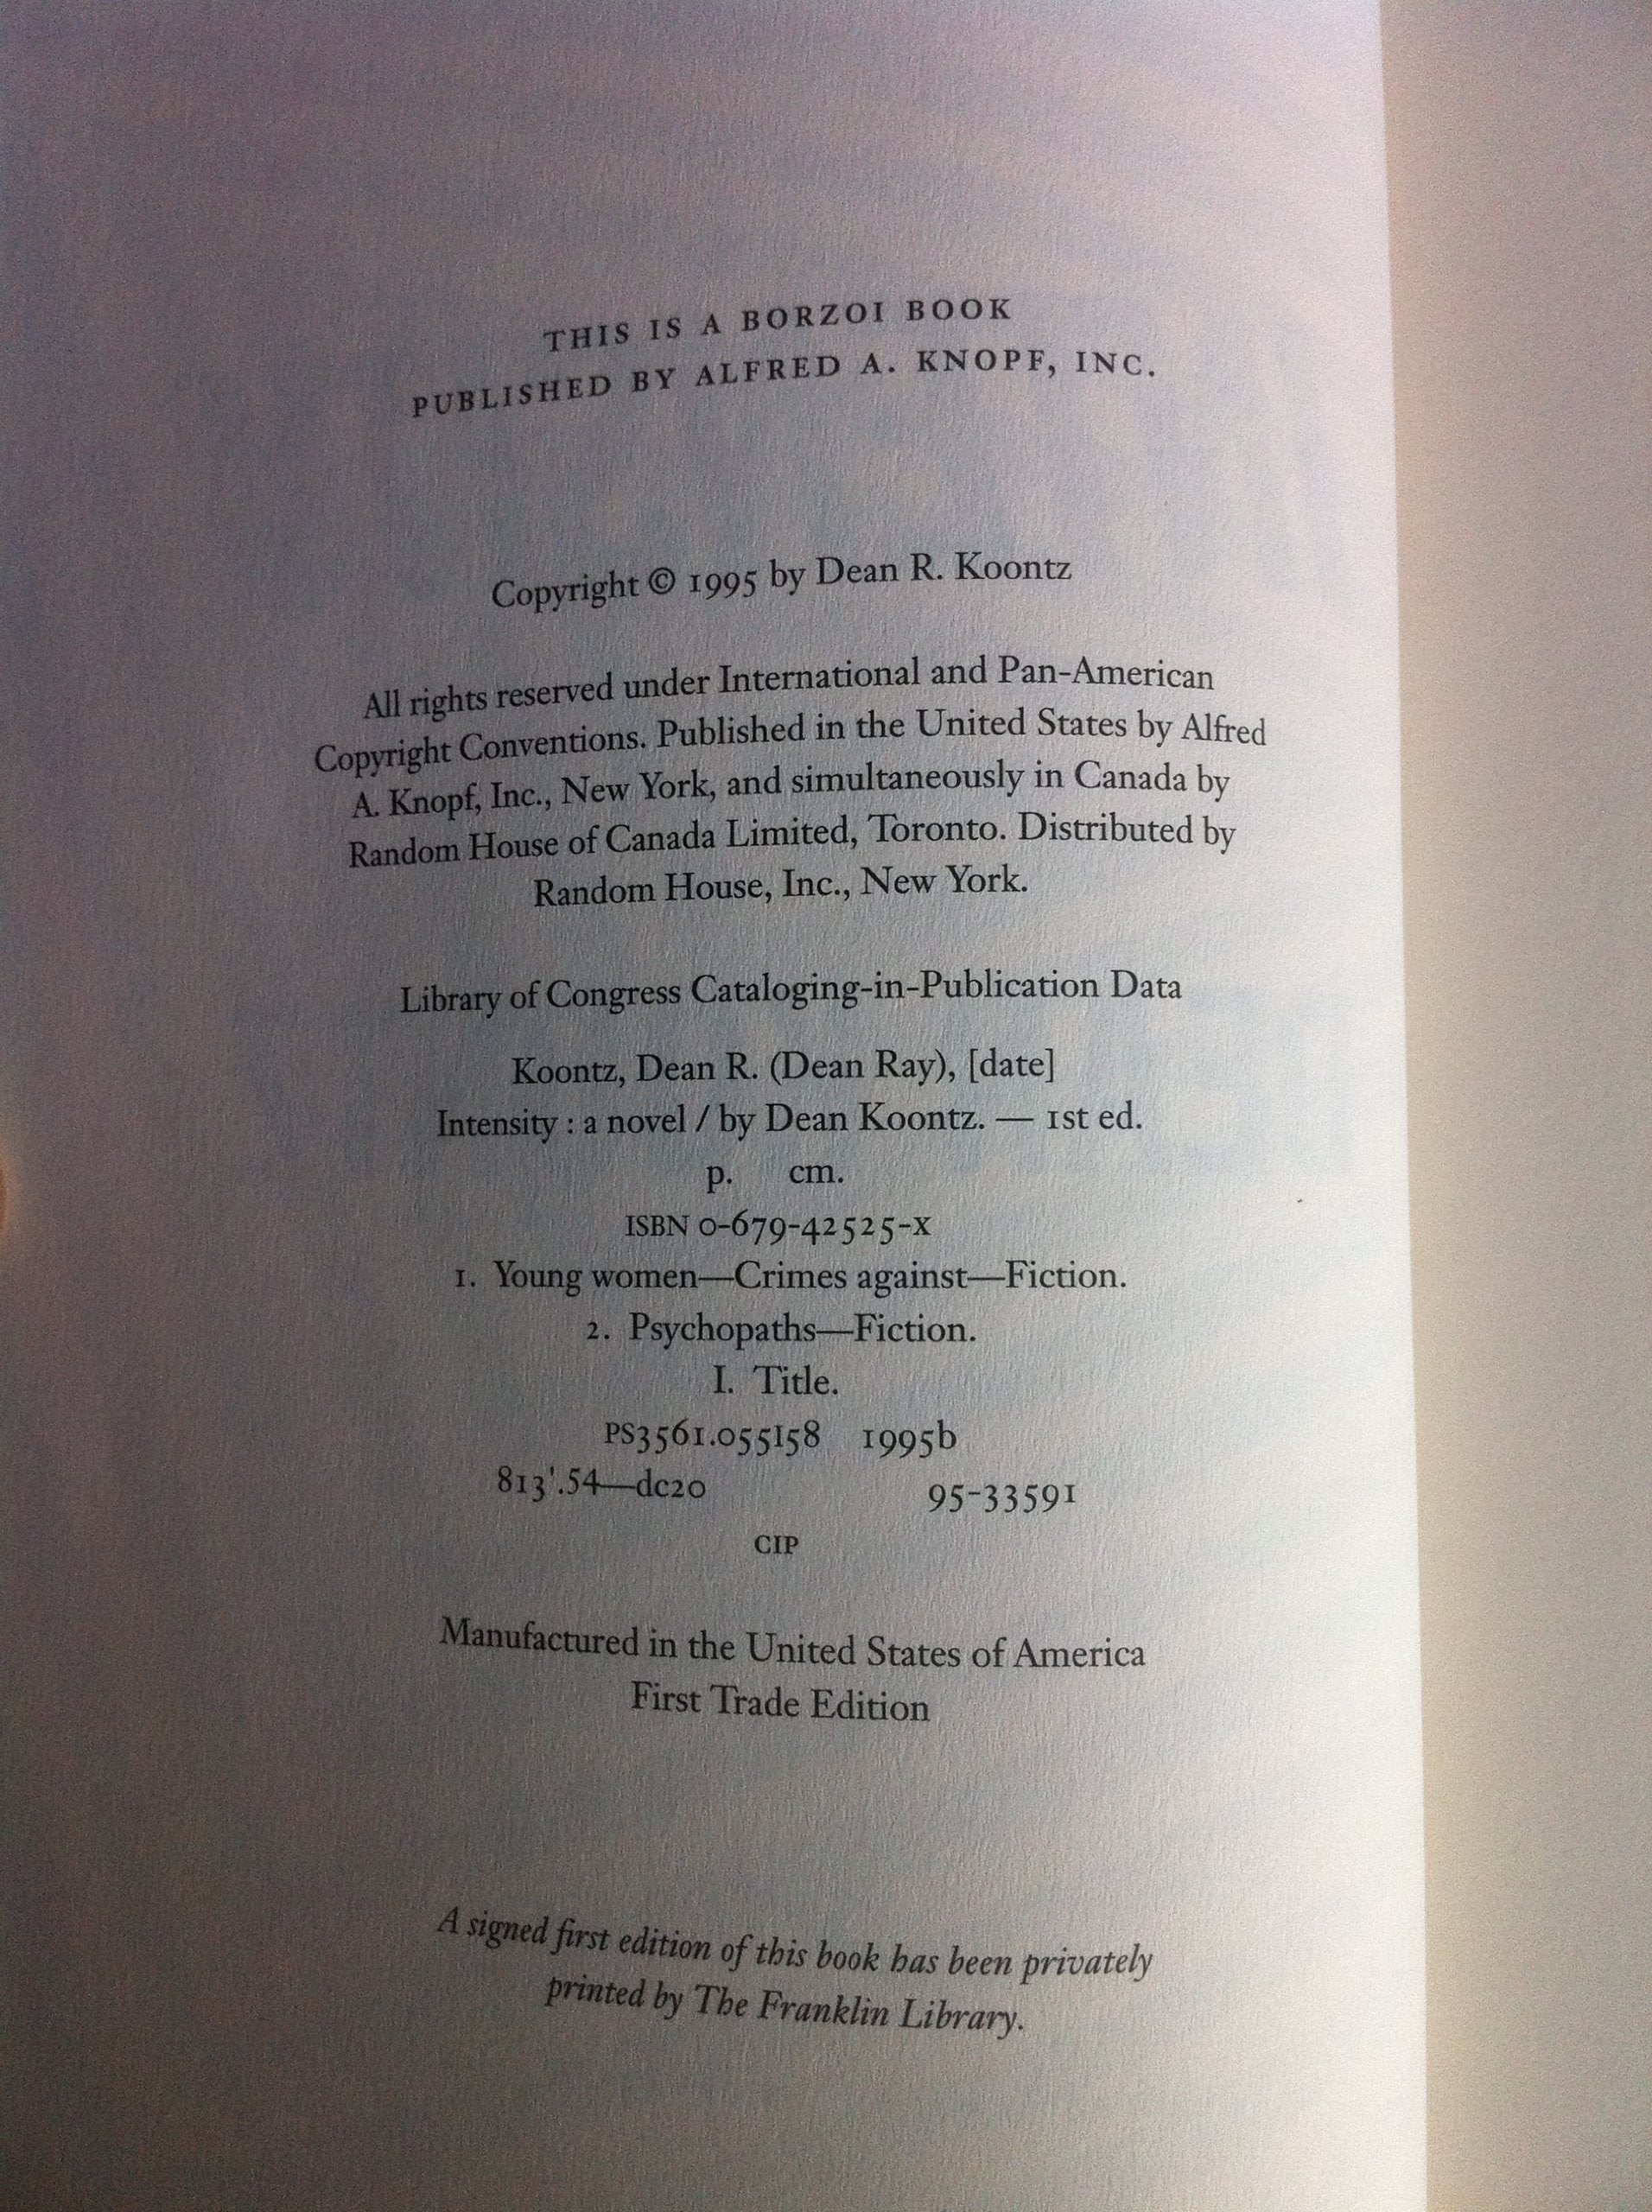 THIS IS A BORZOI BOOK
PUBLISHED BY ALFRED A. KNOPF, INC.
Copyright © 1995 by Dean R. Koontz
All rights reserved under International and Pan-American
Copyright Conventions. Published in the United States by Alfred
A. Knopf, Inc., New York, and simultaneously in Canada by
Random House of Canada Limited, Toronto. Distributed by
Random House, Inc., New York.
Library of Congress Cataloging-in-Publication Data
Koontz, Dean R. (Dean Ray), [date]
Intensity : a novel / by Dean Koontz. — 1st ed.
p. cm.
ISBN 0-679-42525-X
1. Young women—Crimes against—Fiction.
2. Psychopaths—Fiction.
I. Title.
PS3561.O55I58 1995b
813'.54—dc20 95-33591
CIP
Manufactured in the United States of America
First Trade Edition
A signed first edition of this book has been privately
printed by The Franklin Library.